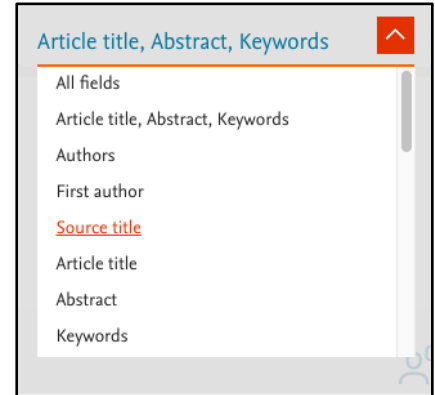 Article title, Abstract, Keywords
All fields
Article title, Abstract, Keywords
Authors
First author
Source title
Article title
Abstract
Keywords